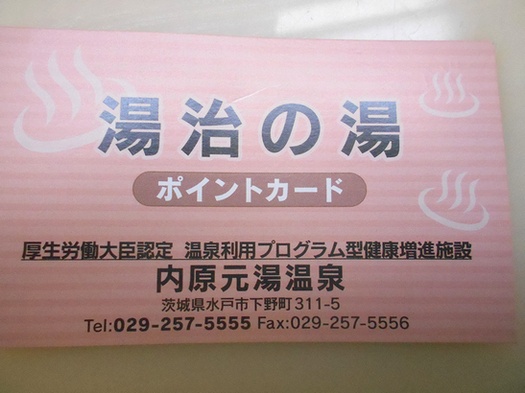 湯治の湯
ポイントカード
厚生労働大臣認定 温泉利用プログラム型健康増進施設
内原元湯温泉
茨城県水戸市下野町311-5
Tel:029-257-5555 Fax:029-257-5556